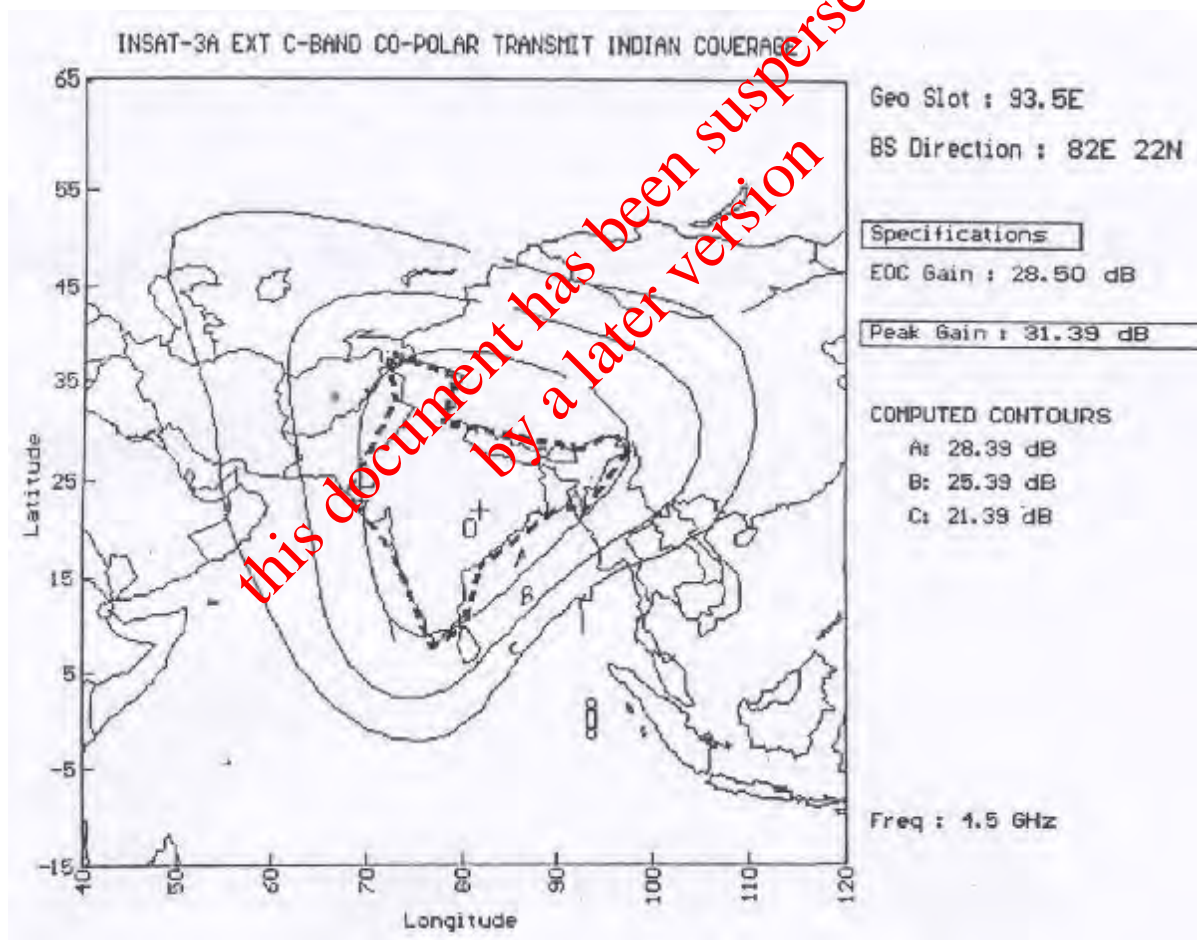 INSAT-3A EXT C-BAND CO-POLAR TRANSMIT INDIAN COVERAGE
Geo Slot : 93.5E
BS Direction : 82E 22N
Specifications
EOC Gain : 28.50 dB
Peak Gain : 31.39 dB
COMPUTED CONTOURS
A: 28.39 dB
B: 25.39 dB
C: 21.39 dB
Freq : 4.5 GHz
Latitude
65
55
45
35
25
15
5
-5
-15
40
50
60
70
80
90
100
110
120
Longitude
B
C
this document has been susperse
by a later version